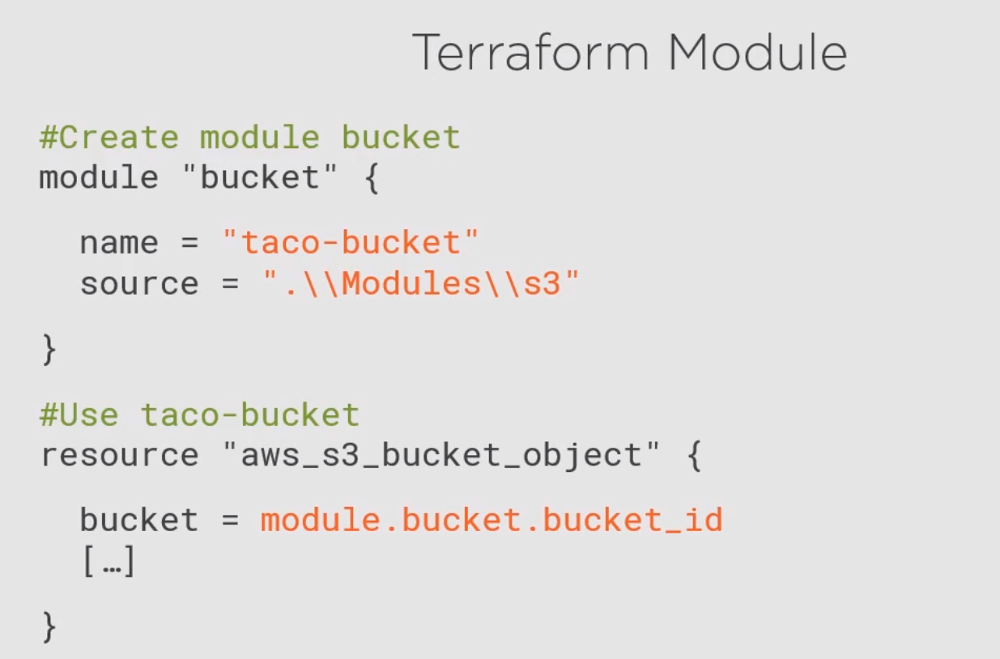 Terraform Module
#Create module bucket
module "bucket" {
name = "taco-bucket"
source = ".\\Modules\\s3"
}
#Use taco-bucket
resource "aws_s3_bucket_object" {
bucket = module.bucket.bucket_id
[…]
}